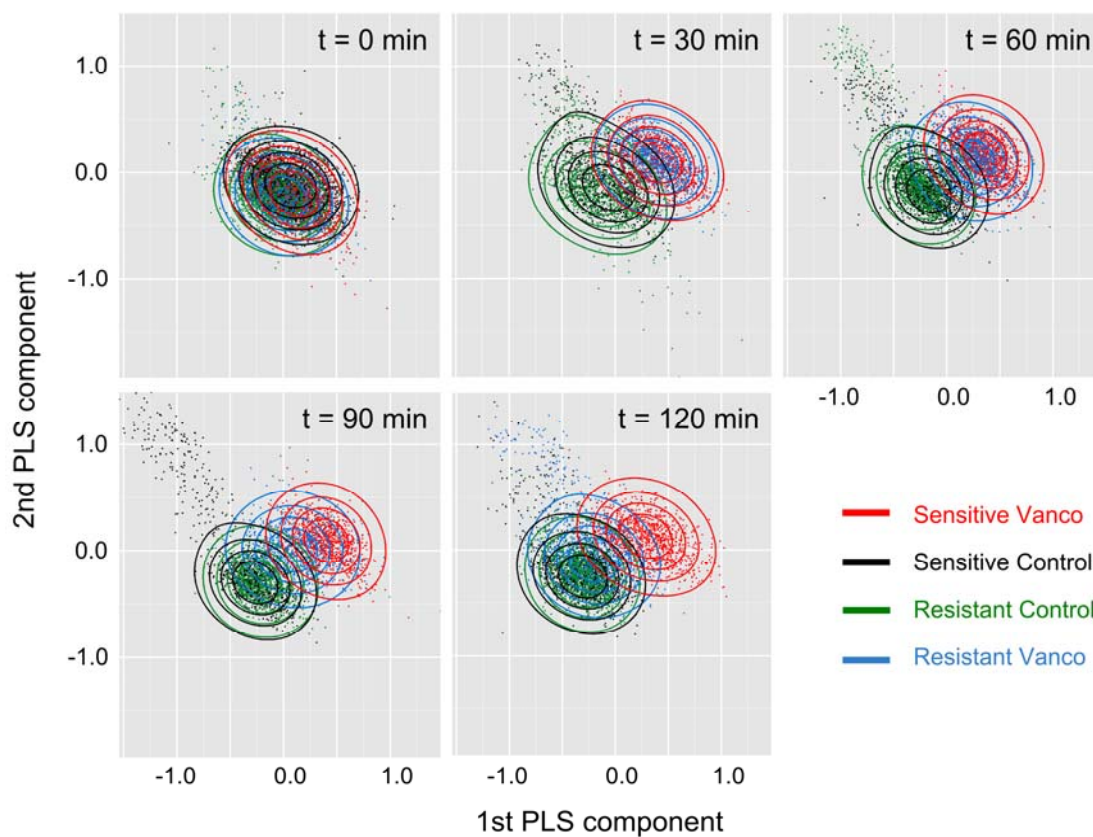 t = 0 min
t = 30 min
t = 60 min
1.0
0.0
-1.0
-1.0 0.0 1.0
2nd PLS component
t = 90 min
t = 120 min
1.0
0.0
-1.0
-1.0 0.0 1.0
-1.0 0.0 1.0
1st PLS component
Sensitive Vanco
Sensitive Control
Resistant Control
Resistant Vanco